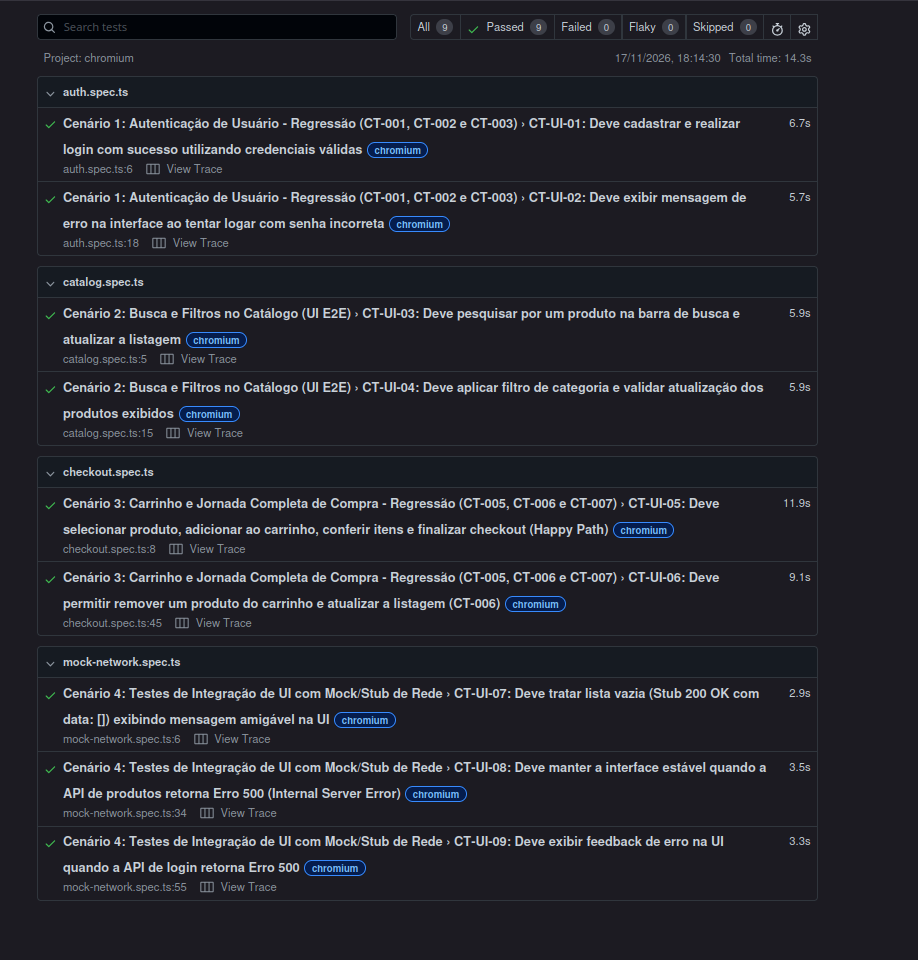 Search tests
All 9 Passed 9 Failed 0 Flaky 0 Skipped 0
Project: chromium 17/11/2026, 18:14:30 Total time: 14.3s
auth.spec.ts
Cenário 1: Autenticação de Usuário - Regressão (CT-001, CT-002 e CT-003) › CT-UI-01: Deve cadastrar e realizar 6.7s
login com sucesso utilizando credenciais válidas chromium
auth.spec.ts:6 View Trace
Cenário 1: Autenticação de Usuário - Regressão (CT-001, CT-002 e CT-003) › CT-UI-02: Deve exibir mensagem de 5.7s
erro na interface ao tentar logar com senha incorreta chromium
auth.spec.ts:18 View Trace
catalog.spec.ts
Cenário 2: Busca e Filtros no Catálogo (UI E2E) › CT-UI-03: Deve pesquisar por um produto na barra de busca e 5.9s
atualizar a listagem chromium
catalog.spec.ts:5 View Trace
Cenário 2: Busca e Filtros no Catálogo (UI E2E) › CT-UI-04: Deve aplicar filtro de categoria e validar atualização dos 5.9s
produtos exibidos chromium
catalog.spec.ts:15 View Trace
checkout.spec.ts
Cenário 3: Carrinho e Jornada Completa de Compra - Regressão (CT-005, CT-006 e CT-007) › CT-UI-05: Deve 11.9s
selecionar produto, adicionar ao carrinho, conferir itens e finalizar checkout (Happy Path) chromium
checkout.spec.ts:8 View Trace
Cenário 3: Carrinho e Jornada Completa de Compra - Regressão (CT-005, CT-006 e CT-007) › CT-UI-06: Deve 9.1s
permitir remover um produto do carrinho e atualizar a listagem (CT-006) chromium
checkout.spec.ts:45 View Trace
mock-network.spec.ts
Cenário 4: Testes de Integração de UI com Mock/Stub de Rede › CT-UI-07: Deve tratar lista vazia (Stub 200 OK com 2.9s
data: []) exibindo mensagem amigável na UI chromium
mock-network.spec.ts:6 View Trace
Cenário 4: Testes de Integração de UI com Mock/Stub de Rede › CT-UI-08: Deve manter a interface estável quando a 3.5s
API de produtos retorna Erro 500 (Internal Server Error) chromium
mock-network.spec.ts:34 View Trace
Cenário 4: Testes de Integração de UI com Mock/Stub de Rede › CT-UI-09: Deve exibir feedback de erro na UI 3.3s
quando a API de login retorna Erro 500 chromium
mock-network.spec.ts:55 View Trace